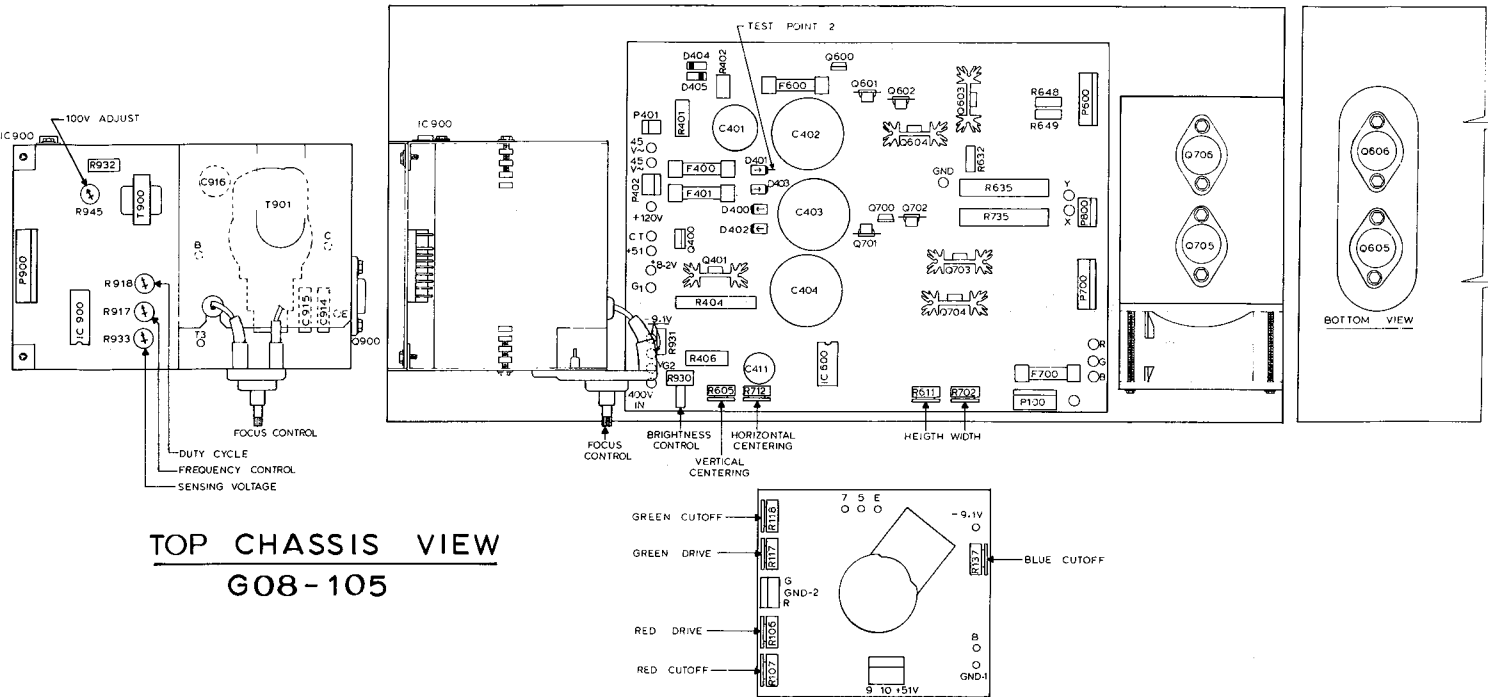 TEST POINT 2
D404
D405
R402
Q600
F600
Q601
Q602
Q603
R648
R649
P600
100V ADJUST
IC900
R932
R945
C916
T900
T901
B
C
P900
R918
R917
R933
IC 900
C915
C914
E
T3
Q900
FOCUS CONTROL
DUTY CYCLE
FREQUENCY CONTROL
SENSING VOLTAGE
IC900
P401
R401
C401
C402
Q604
R632
45
V~
45
V~
F400
F401
P402
D401
D403
D400
D402
C403
GND
R635
R735
Y
X
P800
+120V
CT
+51
+8-2V
G1
Q400
Q401
Q700
Q702
Q701
Q703
Q704
P700
R404
C404
-9.1V
R931
VG2
R406
R930
C411
IC 600
400V
IN
R605
R712
R611
R702
F700
P100
R
G
B
FOCUS
CONTROL
BRIGHTNESS
CONTROL
VERTICAL
CENTERING
HORIZONTAL
CENTERING
HEIGTH
WIDTH
Q706
Q705
Q606
Q605
BOTTOM VIEW
TOP CHASSIS VIEW
G08-105
GREEN CUTOFF
R118
GREEN DRIVE
R117
G
GND-2
R
RED DRIVE
R106
RED CUTOFF
R107
7 5 E
-9.1V
R137
BLUE CUTOFF
B
GND-1
9 10 +51V